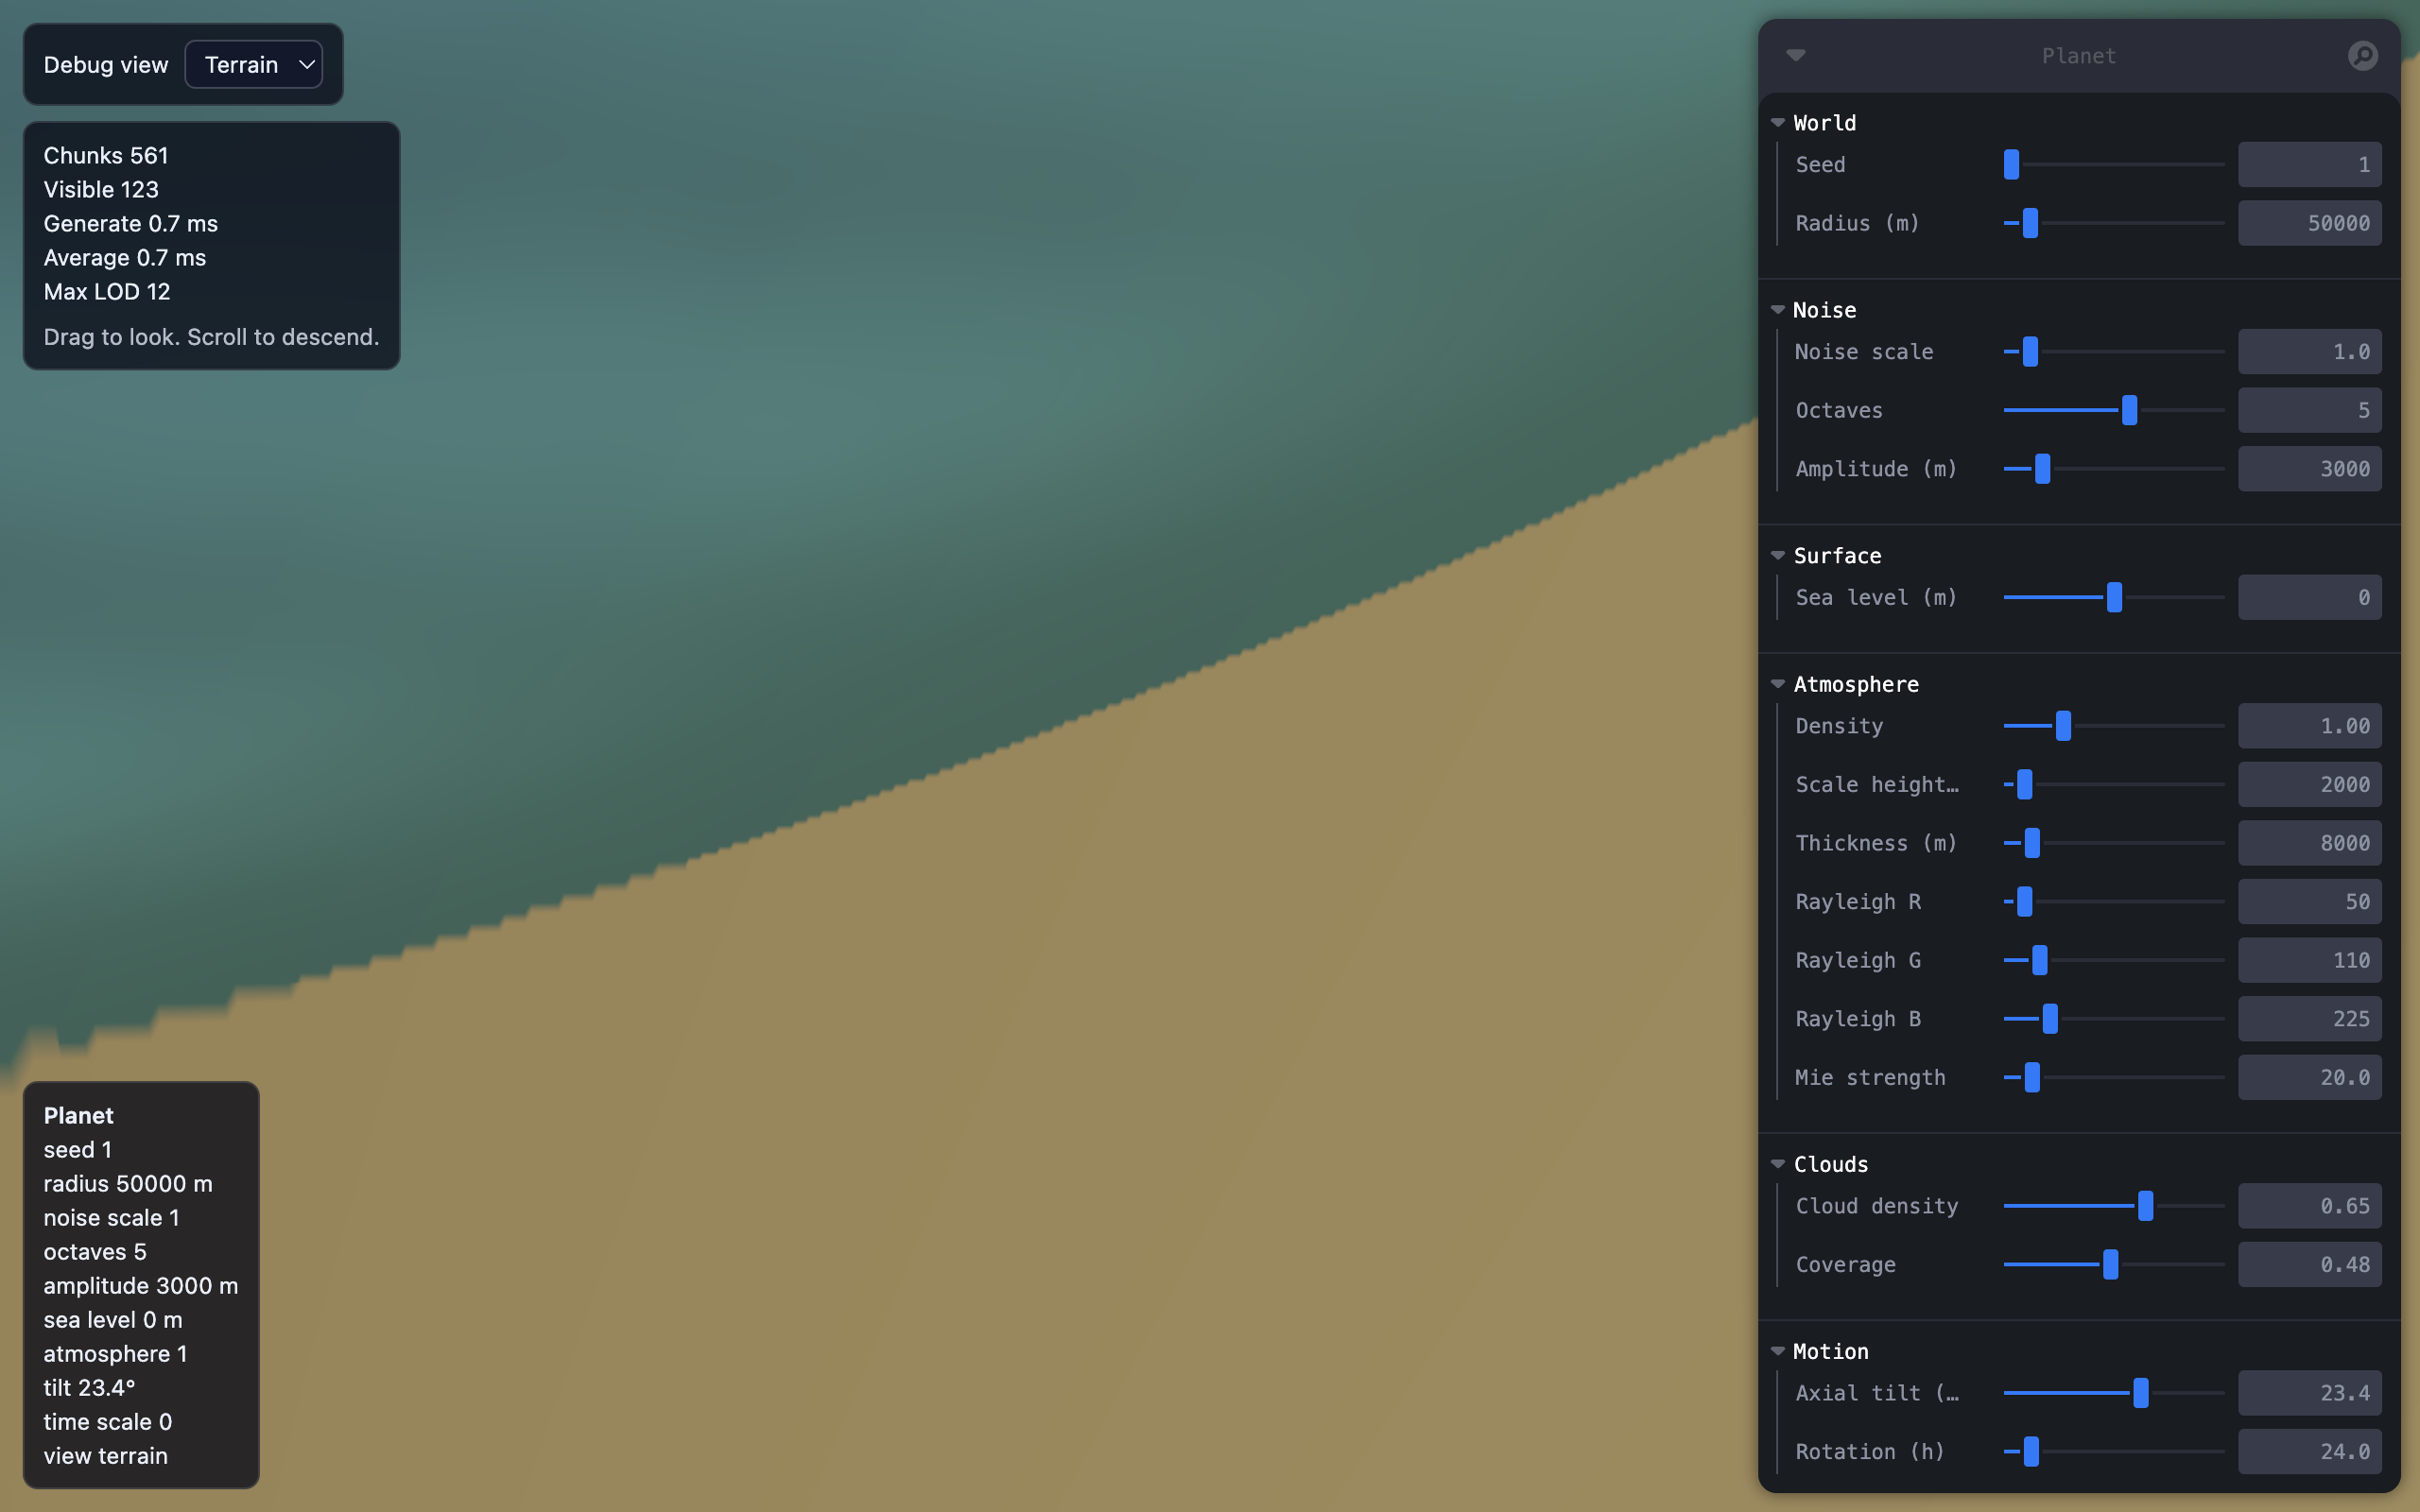 Debug view Terrain
Chunks 561
Visible 123
Generate 0.7 ms
Average 0.7 ms
Max LOD 12
Drag to look. Scroll to descend.
Planet
seed 1
radius 50000 m
noise scale 1
octaves 5
amplitude 3000 m
sea level 0 m
atmosphere 1
tilt 23.4°
time scale 0
view terrain
Planet
World
Seed 1
Radius (m) 50000
Noise
Noise scale 1.0
Octaves 5
Amplitude (m) 3000
Surface
Sea level (m) 0
Atmosphere
Density 1.00
Scale height… 2000
Thickness (m) 8000
Rayleigh R 50
Rayleigh G 110
Rayleigh B 225
Mie strength 20.0
Clouds
Cloud density 0.65
Coverage 0.48
Motion
Axial tilt (… 23.4
Rotation (h) 24.0